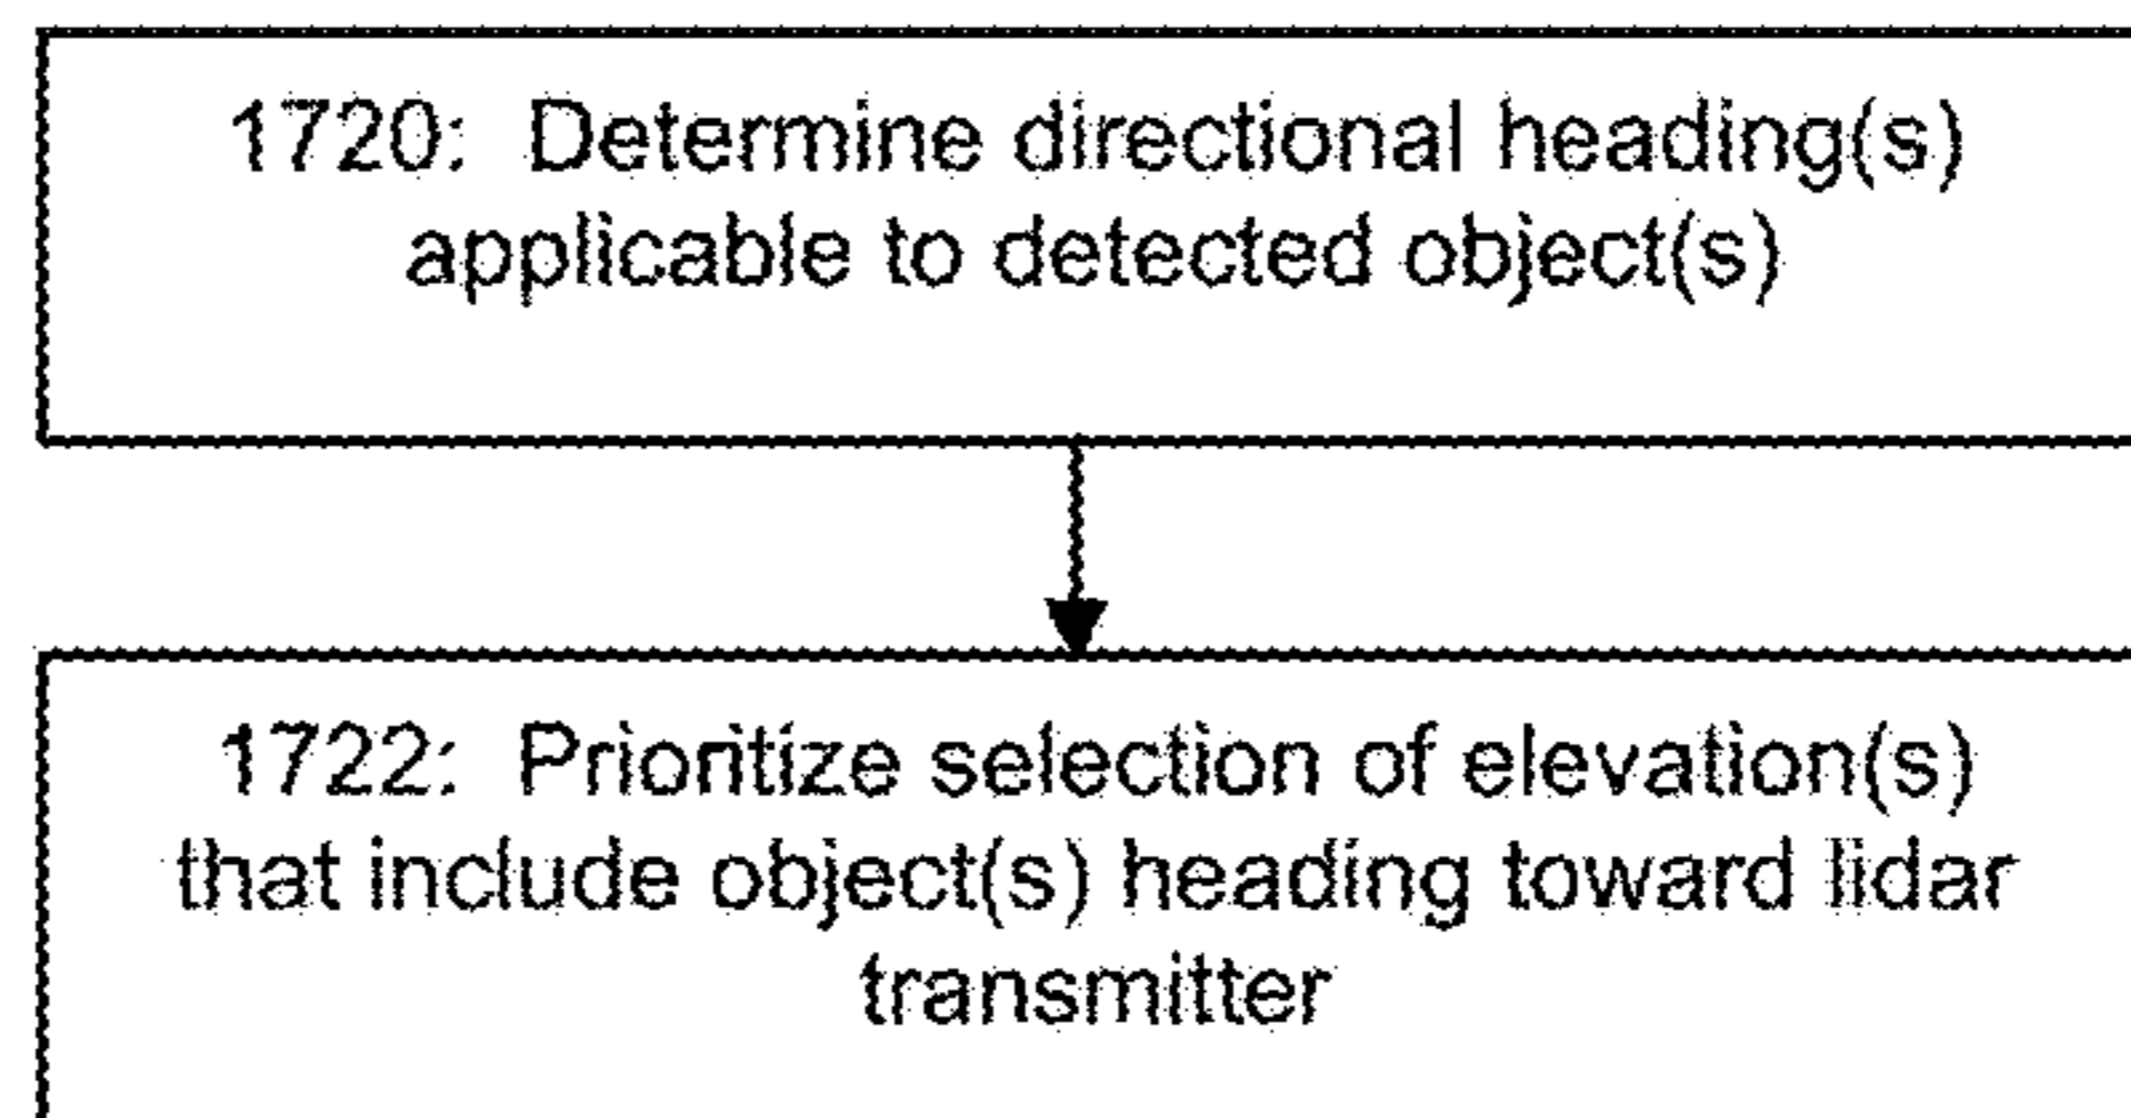 1720: Determine directional heading(s)
applicable to detected object(s)
1722: Prioritize selection of elevation(s)
that include object(s) heading toward lidar
transmitter